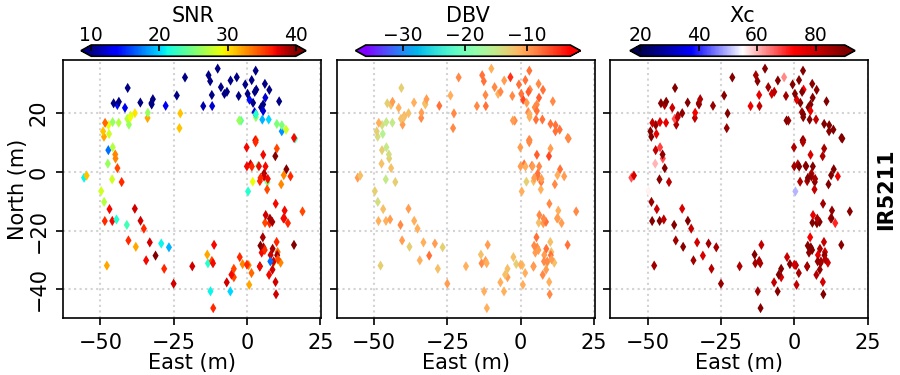 SNR DBV Xc
10 20 30 40 −30 −20 −10 20 40 60 80
North (m)
20
0
−20
−40
−50 −25 0 25 −50 −25 0 25 −50 −25 0 25
East (m) East (m) East (m)
IR5211